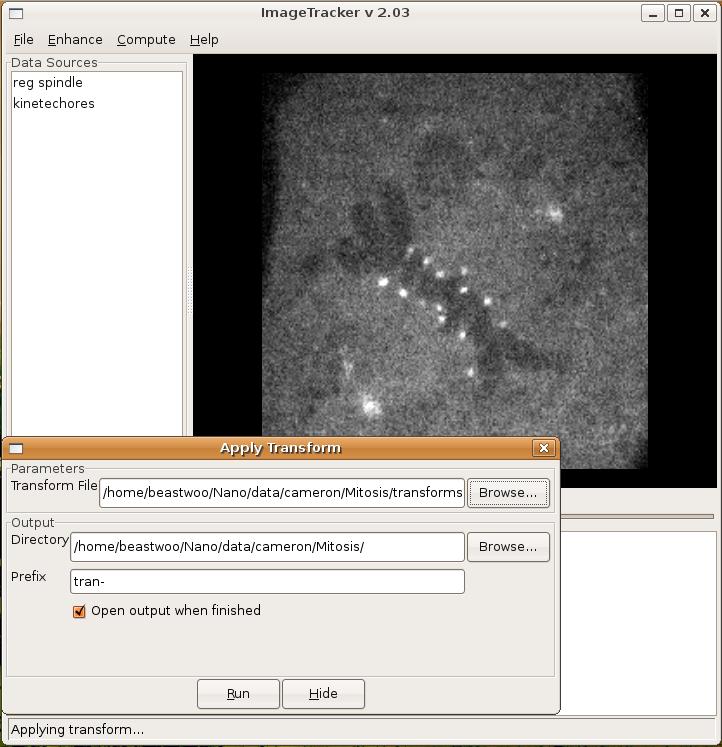 ImageTracker v 2.03
File Enhance Compute Help
Data Sources
reg spindle
kinetechores
Apply Transform
Parameters
Transform File /home/beastwoo/Nano/data/cameron/Mitosis/transforms Browse...
Output
Directory /home/beastwoo/Nano/data/cameron/Mitosis/ Browse...
Prefix tran-
Open output when finished
Run Hide
Applying transform...